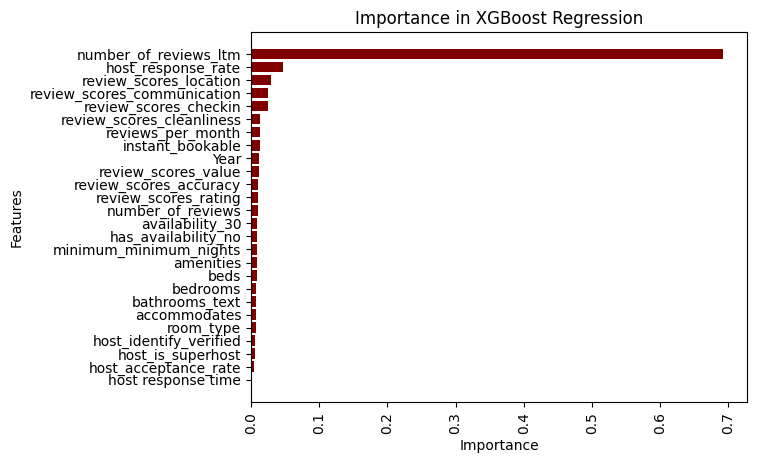 Importance in XGBoost Regression
number_of_reviews_ltm
host_response_rate
review_scores_location
review_scores_communication
review_scores_checkin
review_scores_cleanliness
reviews_per_month
instant_bookable
Year
review_scores_value
review_scores_accuracy
review_scores_rating
number_of_reviews
availability_30
has_availability_no
minimum_minimum_nights
amenities
beds
bedrooms
bathrooms_text
accommodates
room_type
host_identify_verified
host_is_superhost
host_acceptance_rate
host response time
Features
0.0
0.1
0.2
0.3
0.4
0.5
0.6
0.7
Importance